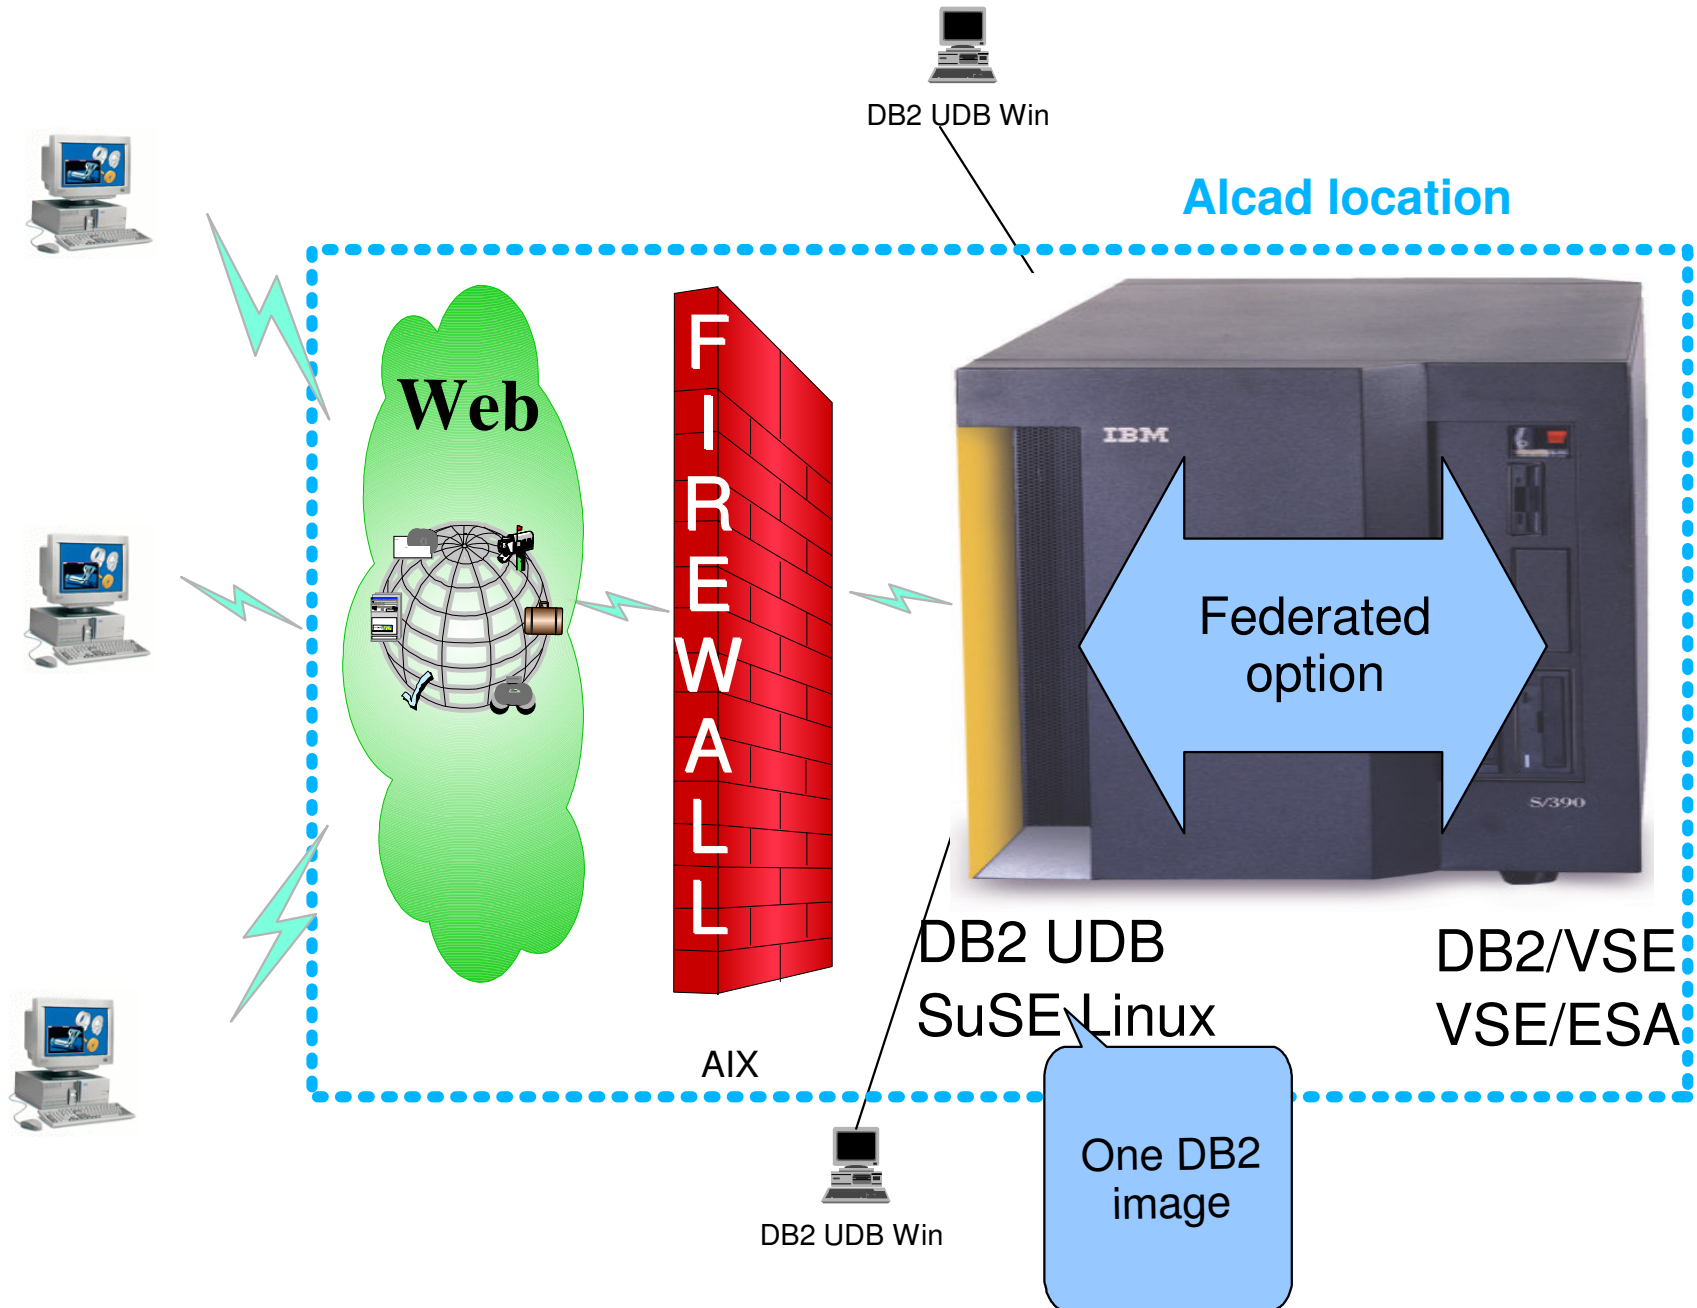 DB2 UDB Win
Alcad location
Web
FIREWALL
IBM
Federated
option
S/390
DB2 UDB
SuSE Linux
DB2/VSE
VSE/ESA
AIX
One DB2
image
DB2 UDB Win